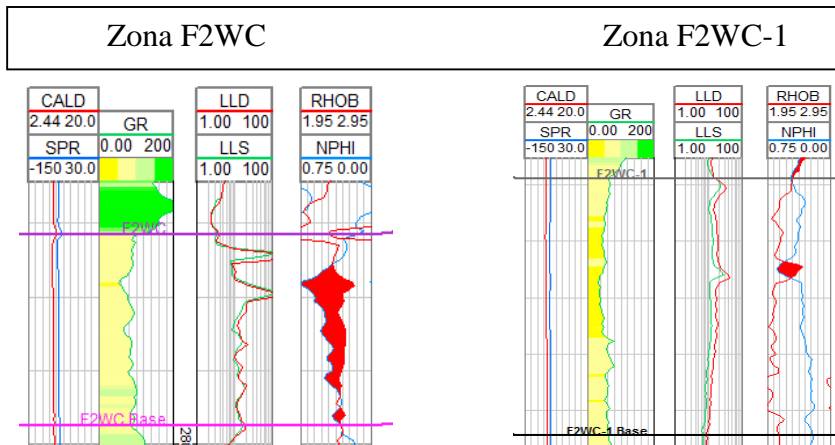 Zona F2WC
Zona F2WC-1
CALD
2.44 20.0
SPR
-150 30.0
GR
0.00 200
LLD
1.00 100
LLS
1.00 100
RHOB
1.95 2.95
NPHI
0.75 0.00
F2WC
F2WC Base
CALD
2.44 20.0
SPR
-150 30.0
GR
0.00 200
LLD
1.00 100
LLS
1.00 100
RHOB
1.95 2.95
NPHI
0.75 0.00
F2WC-1
F2WC-1 Base